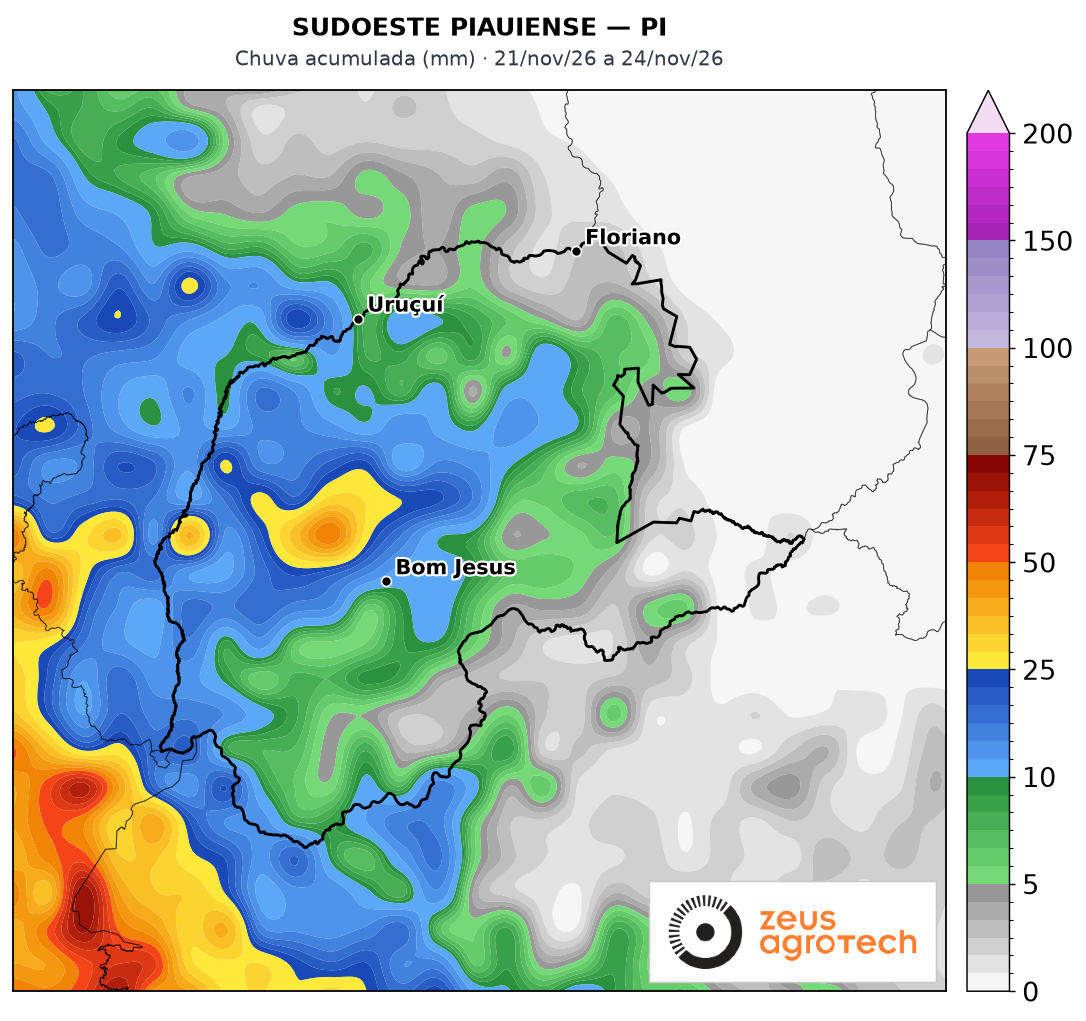 SUDOESTE PIAUIENSE — PI
Chuva acumulada (mm) · 21/nov/26 a 24/nov/26
Floriano
Uruçuí
Bom Jesus
200
150
100
75
50
25
10
5
0
zeus
agrotech